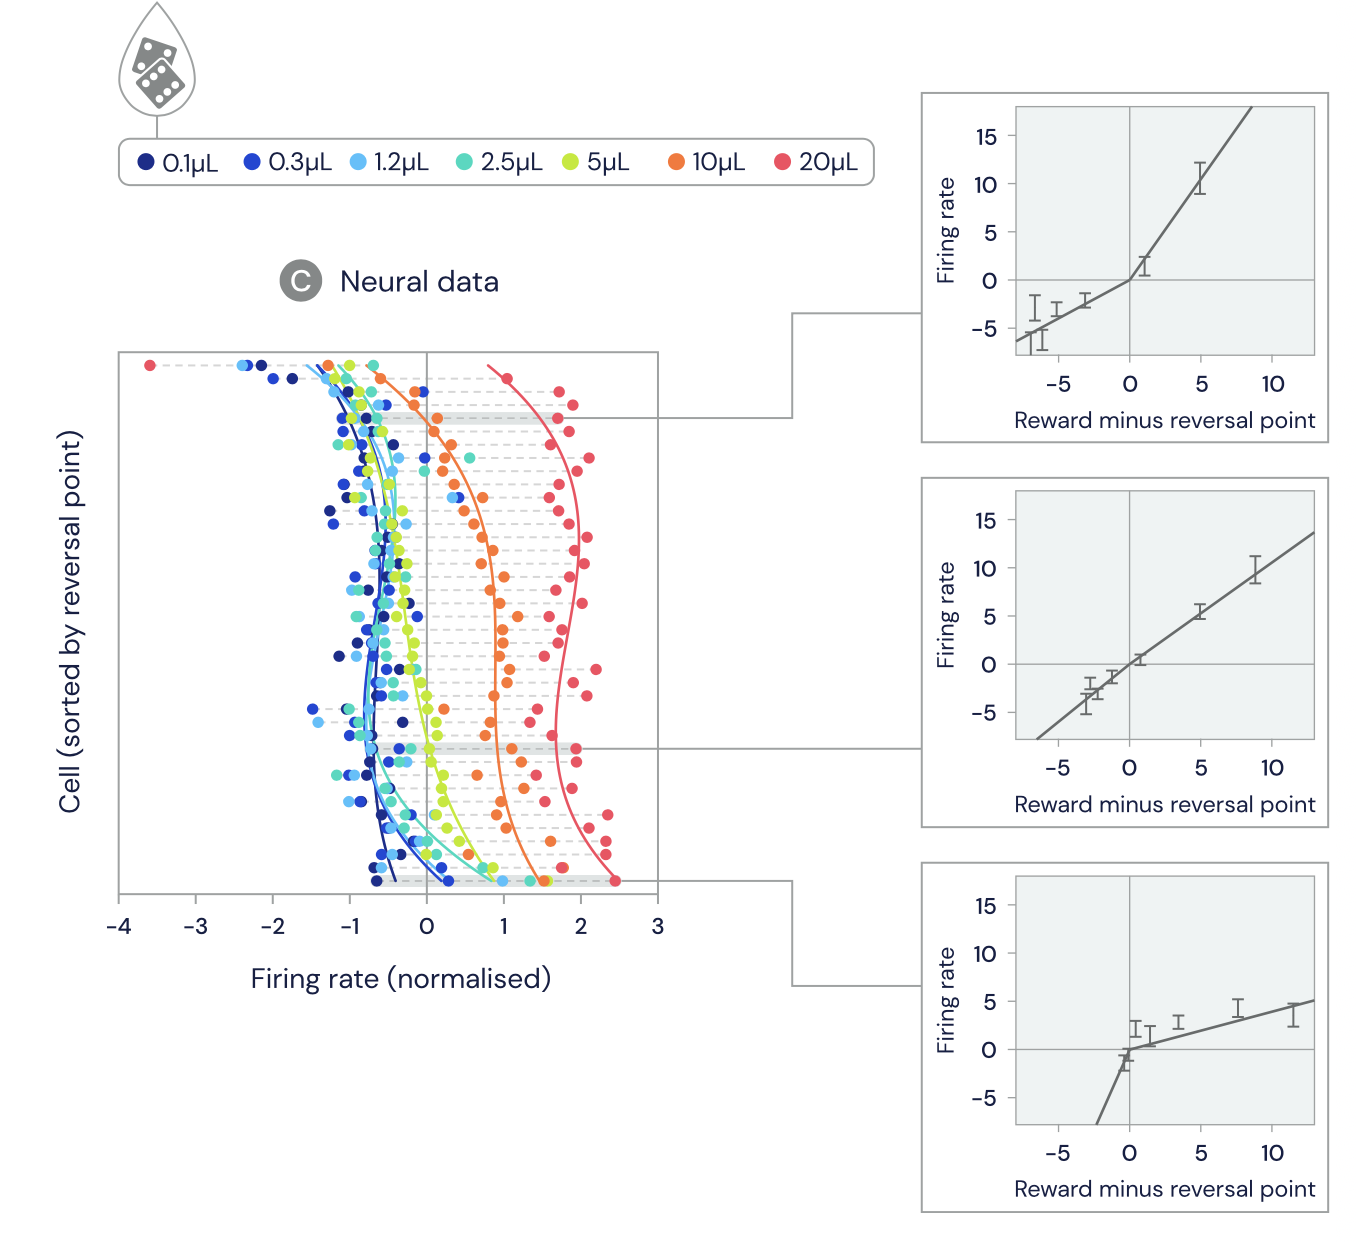 0.1µL 0.3µL 1.2µL 2.5µL 5µL 10µL 20µL
C Neural data
Cell (sorted by reversal point)
-4 -3 -2 -1 0 1 2 3
Firing rate (normalised)
Firing rate
15
10
5
0
-5
-5 0 5 10
Reward minus reversal point
Firing rate
15
10
5
0
-5
-5 0 5 10
Reward minus reversal point
Firing rate
15
10
5
0
-5
-5 0 5 10
Reward minus reversal point